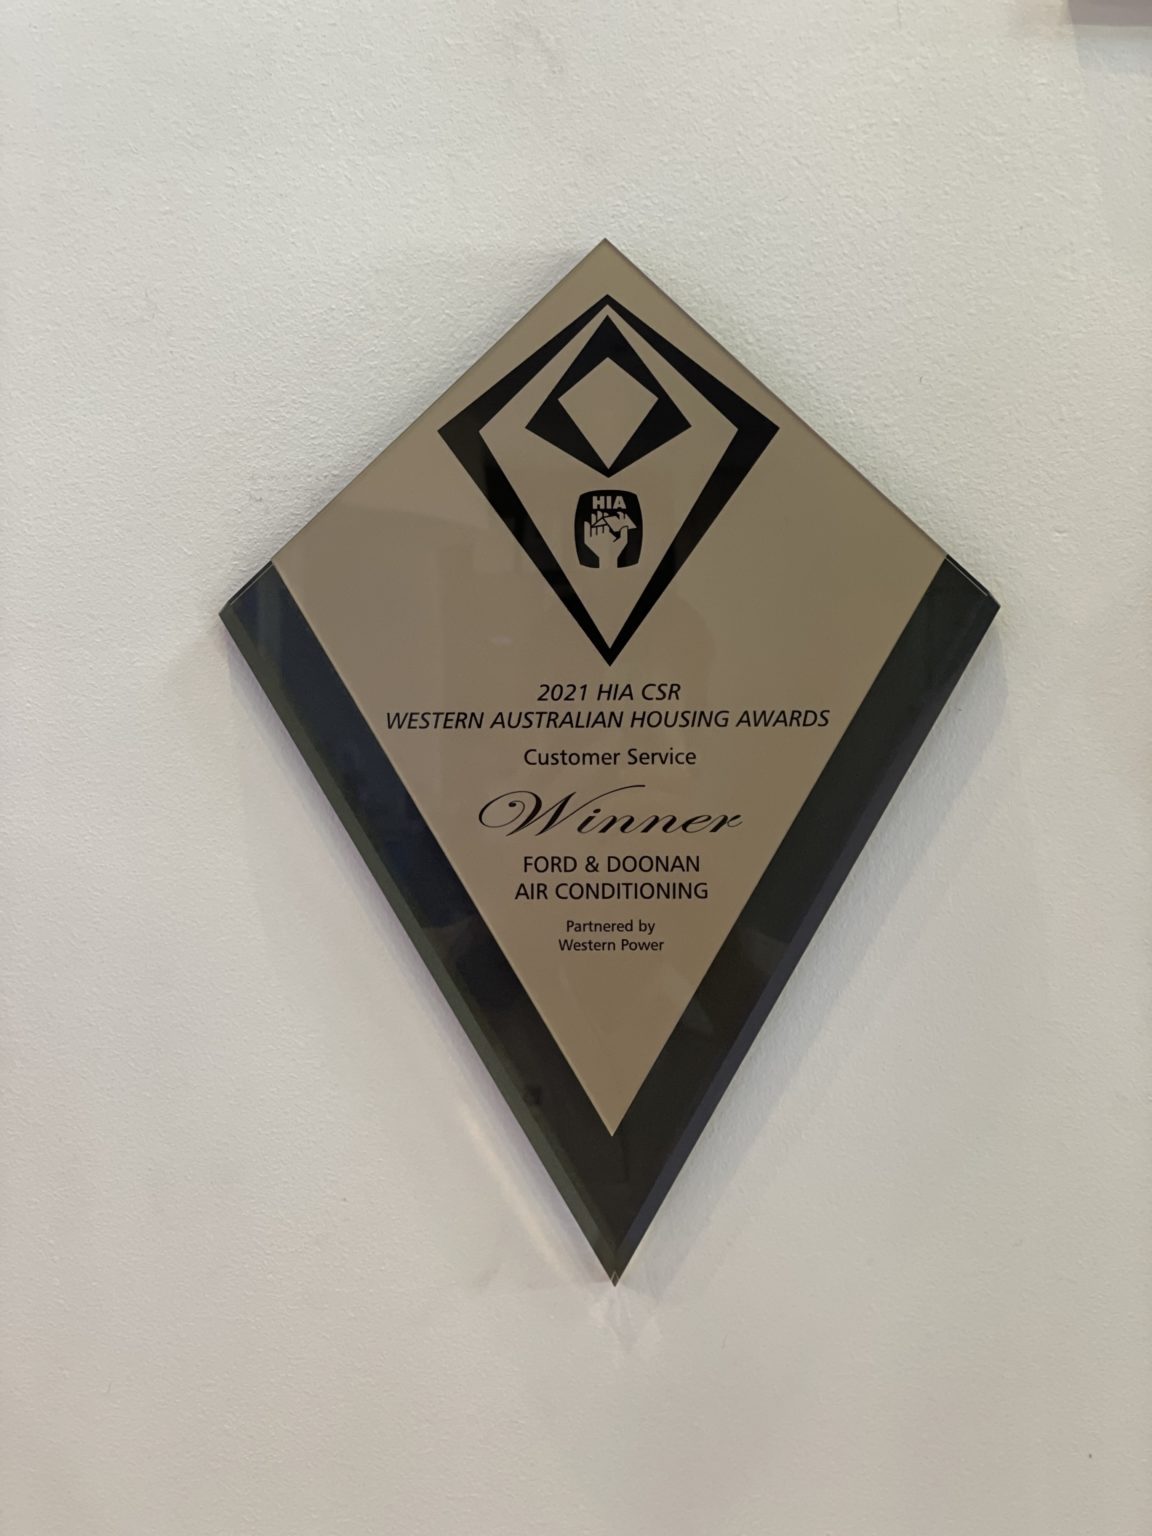 HIA
2021 HIA CSR
WESTERN AUSTRALIAN HOUSING AWARDS
Customer Service
Winner
FORD & DOONAN
AIR CONDITIONING
Partnered by
Western Power